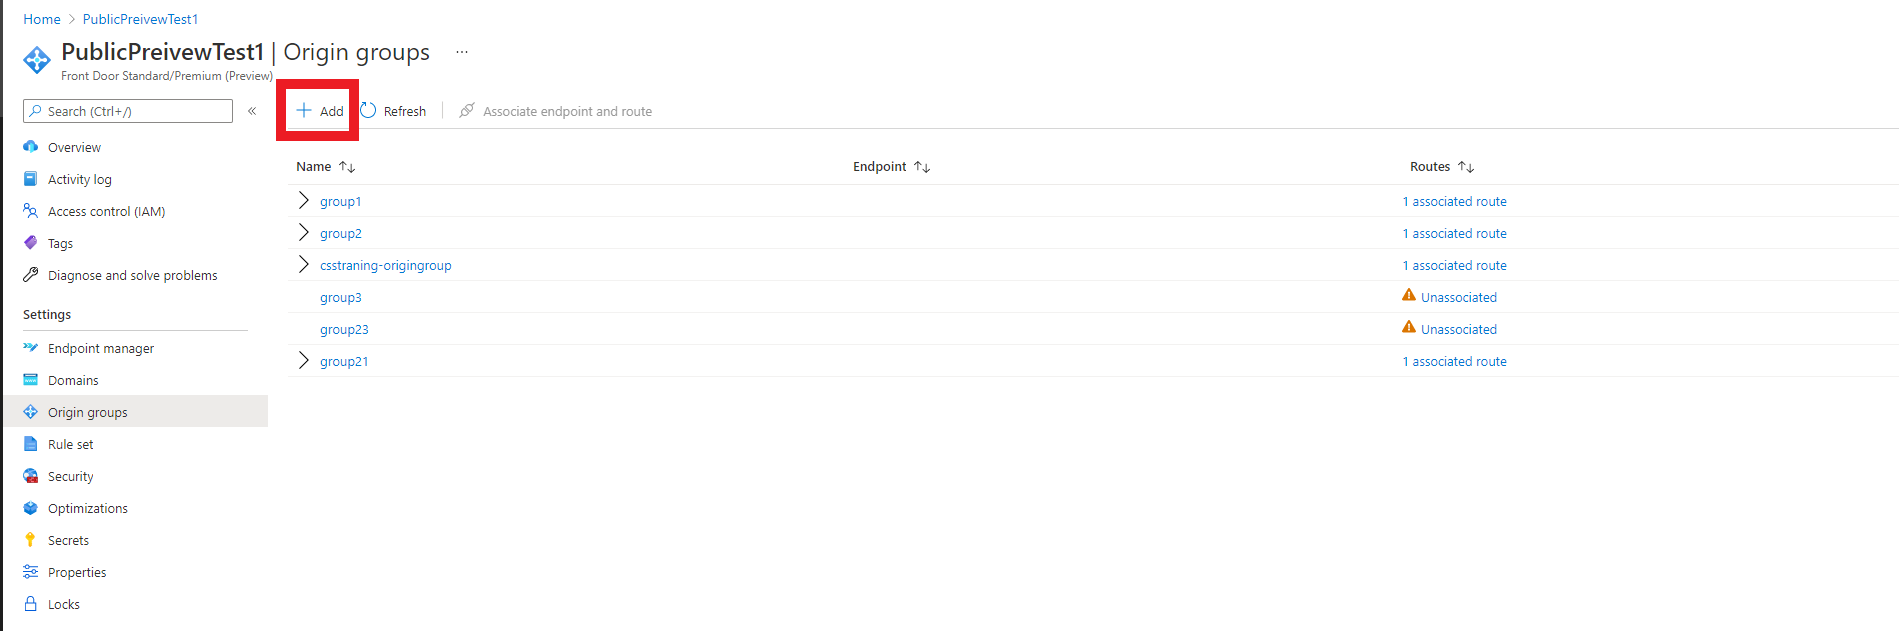 Home > PublicPreivewTest1
PublicPreivewTest1 | Origin groups ...
Front Door Standard/Premium (Preview)
Search (Ctrl+/) «
Overview
Activity log
Access control (IAM)
Tags
Diagnose and solve problems
Settings
Endpoint manager
Domains
Origin groups
Rule set
Security
Optimizations
Secrets
Properties
Locks
+ Add Refresh Associate endpoint and route
Name ↑↓ Endpoint ↑↓ Routes ↑↓
group1 1 associated route
group2 1 associated route
csstraning-origingroup 1 associated route
group3 Unassociated
group23 Unassociated
group21 1 associated route